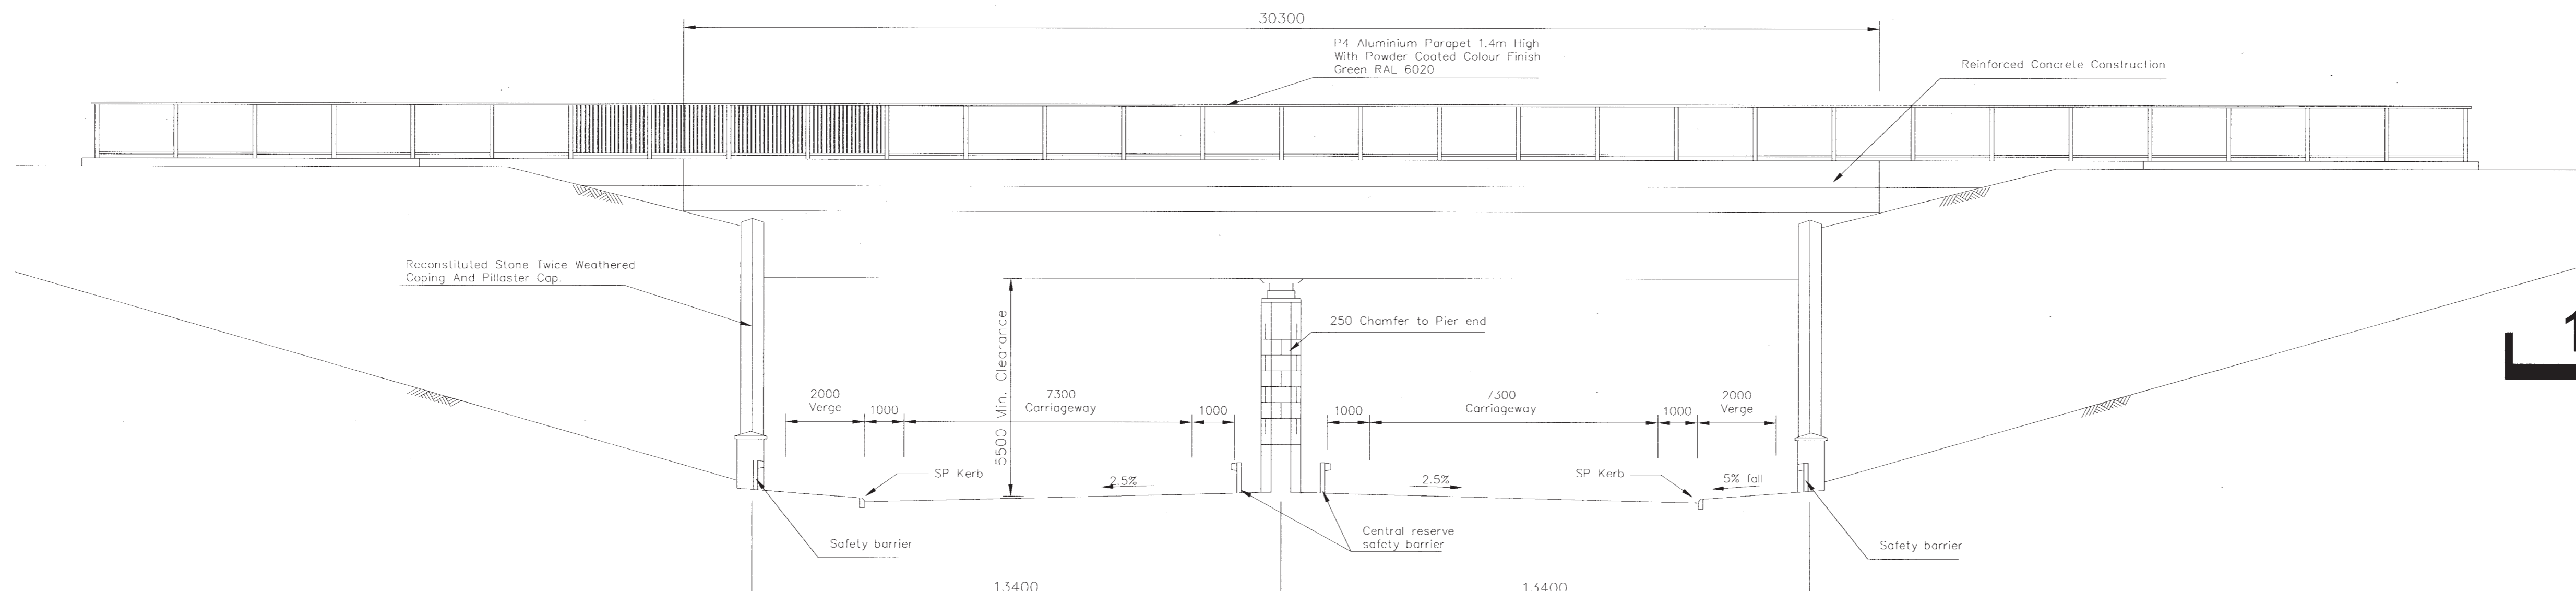 30300
P4 Aluminium Parapet 1.4m High
With Powder Coated Colour Finish
Green RAL 6020
Reinforced Concrete Construction
Reconstituted Stone Twice Weathered
Coping And Pillaster Cap.
250 Chamfer to Pier end
5500 Min. Clearance
2000
Verge
1000
7300
Carriageway
1000
1000
7300
Carriageway
1000
2000
Verge
SP Kerb
2.5%
2.5%
SP Kerb
5% fall
Safety barrier
Central reserve
safety barrier
Safety barrier
13400
13400